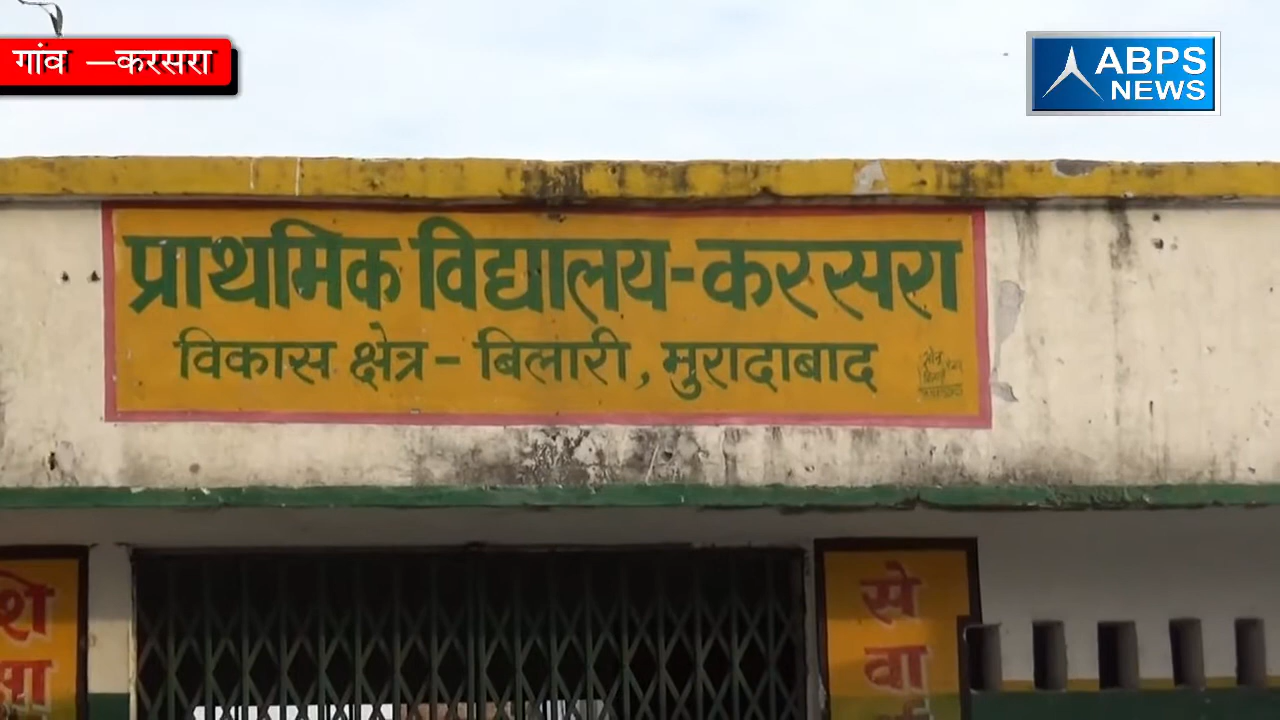 गांव –करसरा
ABPS
NEWS
प्राथमिक विद्यालय-करसरा
विकास क्षेत्र - बिलारी, मुरादाबाद
शि
क्षा
से
वा